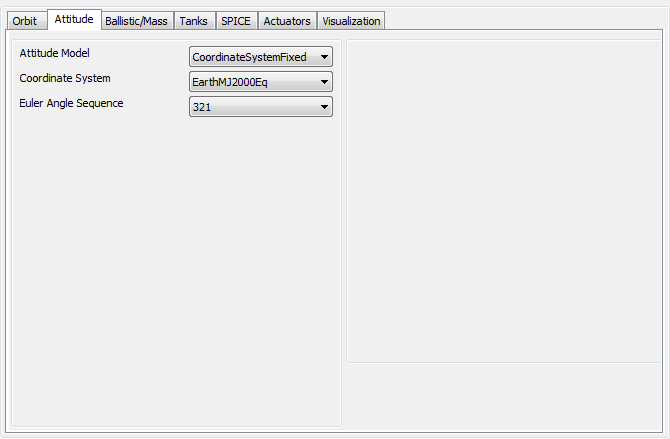 Orbit Attitude Ballistic/Mass Tanks SPICE Actuators Visualization
Attitude Model CoordinateSystemFixed
Coordinate System EarthMJ2000Eq
Euler Angle Sequence 321